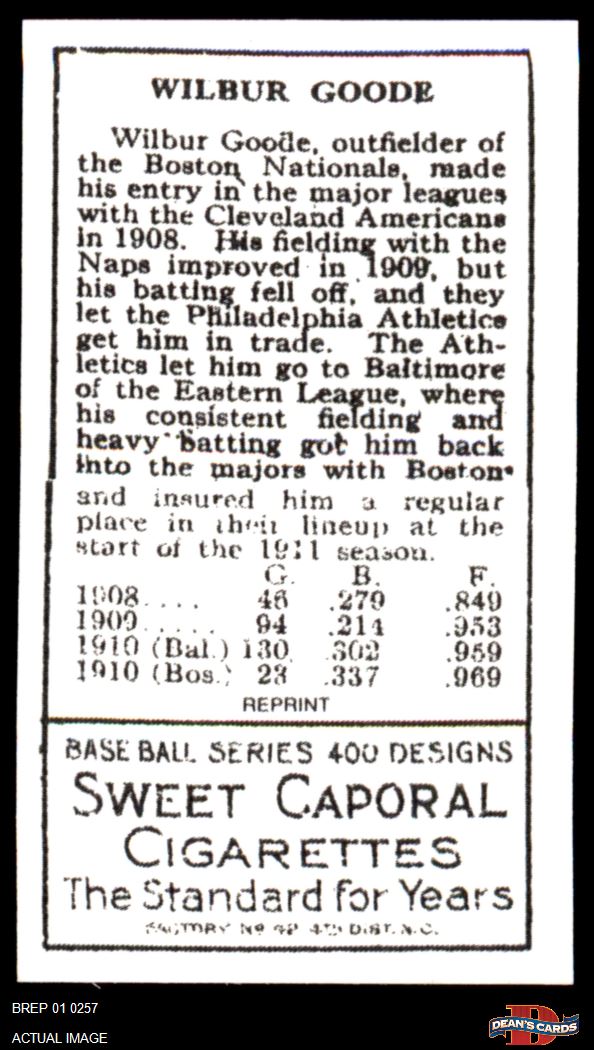 WILBUR GOODE
Wilbur Goode, outfielder of
the Boston Nationals, made
his entry in the major leagues
with the Cleveland Americans
in 1908. His fielding with the
Naps improved in 1909, but
his batting fell off, and they
let the Philadelphia Athletics
get him in trade. The Ath-
letics let him go to Baltimore
of the Eastern League, where
his consistent fielding and
heavy batting got him back
into the majors with Boston
and insured him a regular
place in their lineup at the
start of the 1911 season.
G. B. F.
1908.... 46 .279 .849
1909..... 94 .214 .953
1910 (Bal.) 130 .302 .959
1910 (Bos.) 23 .337 .969
REPRINT
BASE BALL SERIES 400 DESIGNS
SWEET CAPORAL
CIGARETTES
The Standard for Years
FACTORY No 42 4TH DIST. N.C.
BREP 01 0257
ACTUAL IMAGE
D
DEAN'S CARDS